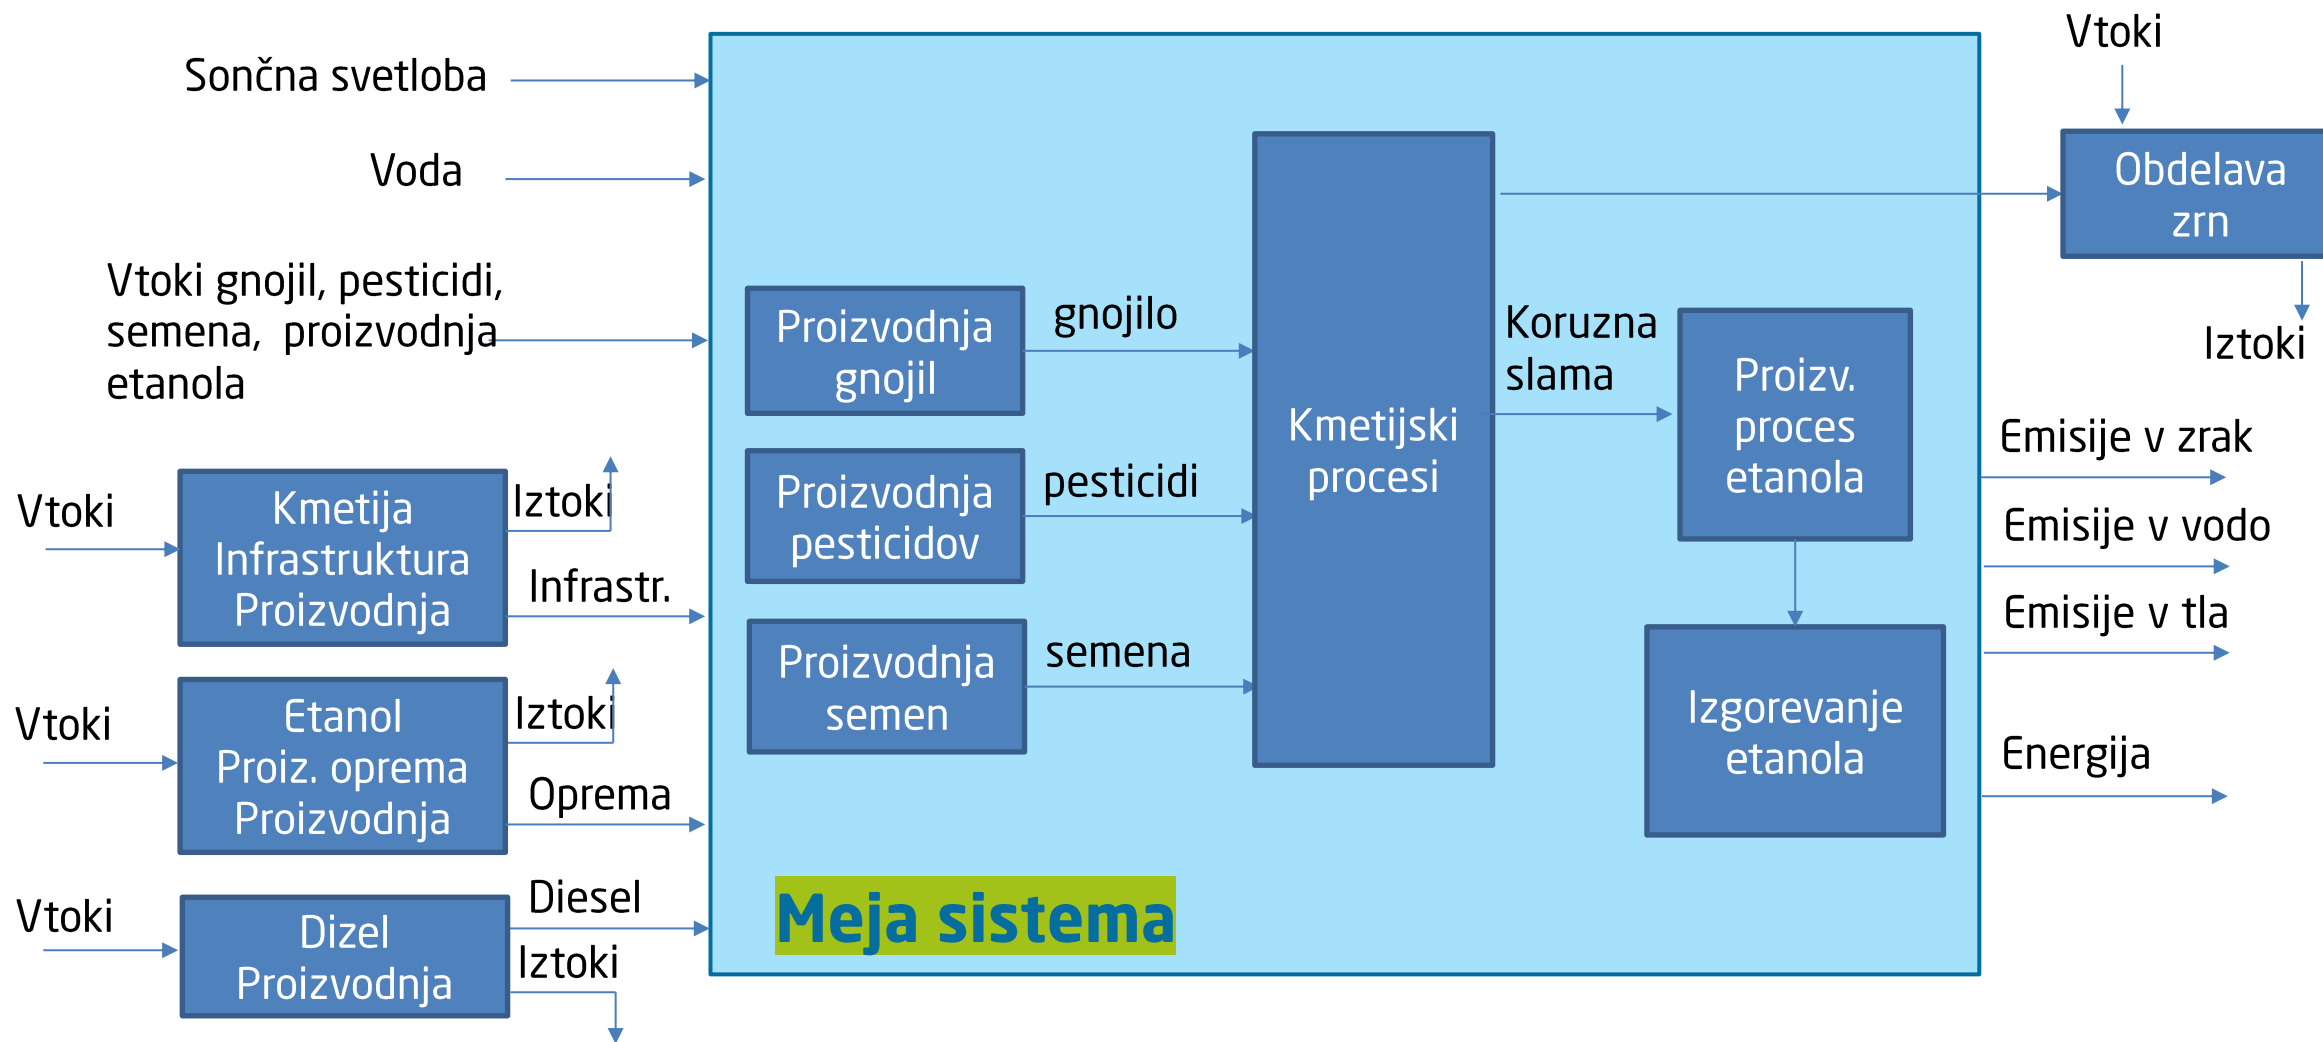 Sončna svetloba
Voda
Vtoki gnojil, pesticidi,
semena, proizvodnja
etanola
Vtoki
Kmetija
Infrastruktura
Proizvodnja
Iztoki
Infrastr.
Vtoki
Etanol
Proiz. oprema
Proizvodnja
Iztoki
Oprema
Vtoki
Dizel
Proizvodnja
Diesel
Iztoki
Proizvodnja
gnojil
gnojilo
Proizvodnja
pesticidov
pesticidi
Proizvodnja
semen
semena
Kmetijski
procesi
Koruzna
slama
Proizv.
proces
etanola
Izgorevanje
etanola
Meja sistema
Vtoki
Obdelava
zrn
Iztoki
Emisije v zrak
Emisije v vodo
Emisije v tla
Energija